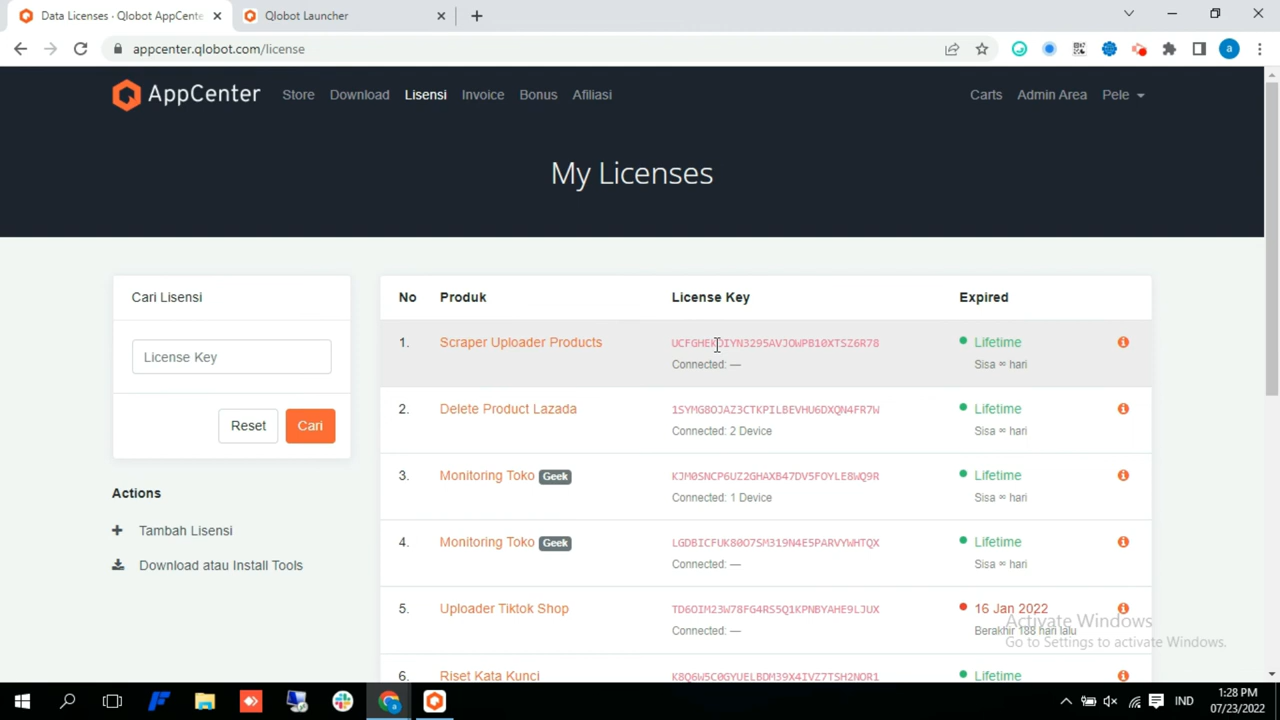 Data Licenses · Qlobot AppCente
Qlobot Launcher
appcenter.qlobot.com/license
a
AppCenter
Store
Download
Lisensi
Invoice
Bonus
Afiliasi
Carts
Admin Area
Pele
My Licenses
Cari Lisensi
License Key
Reset
Cari
Actions
Tambah Lisensi
Download atau Install Tools
No Produk License Key Expired
1. Scraper Uploader Products Lifetime
Connected: — Sisa ∞ hari
2. Delete Product Lazada 1SYMG8OJAZ3CTKPILBEVHU6DXQN4FR7W Lifetime
Connected: 2 Device Sisa ∞ hari
3. Monitoring Toko Geek KJM0SNCP6UZ2GHAXB47DV5FOYLE8WQ9R Lifetime
Connected: 1 Device Sisa ∞ hari
4. Monitoring Toko Geek LGDBICFUK80O7SM319N4E5PARVYWHTQX Lifetime
Connected: — Sisa ∞ hari
5. Uploader Tiktok Shop TD6OIM23W78FG4RS5Q1KPNBYAHE9LJUX 16 Jan 2022
Connected: — Berakhir 188 hari lalu
6. Riset Kata Kunci K8Q6W5C0GYUELBDM39X4IVZ7TSH2NOR1 Lifetime
Activate Windows
Go to Settings to activate Windows.
IND
1:28 PM
07/23/2022